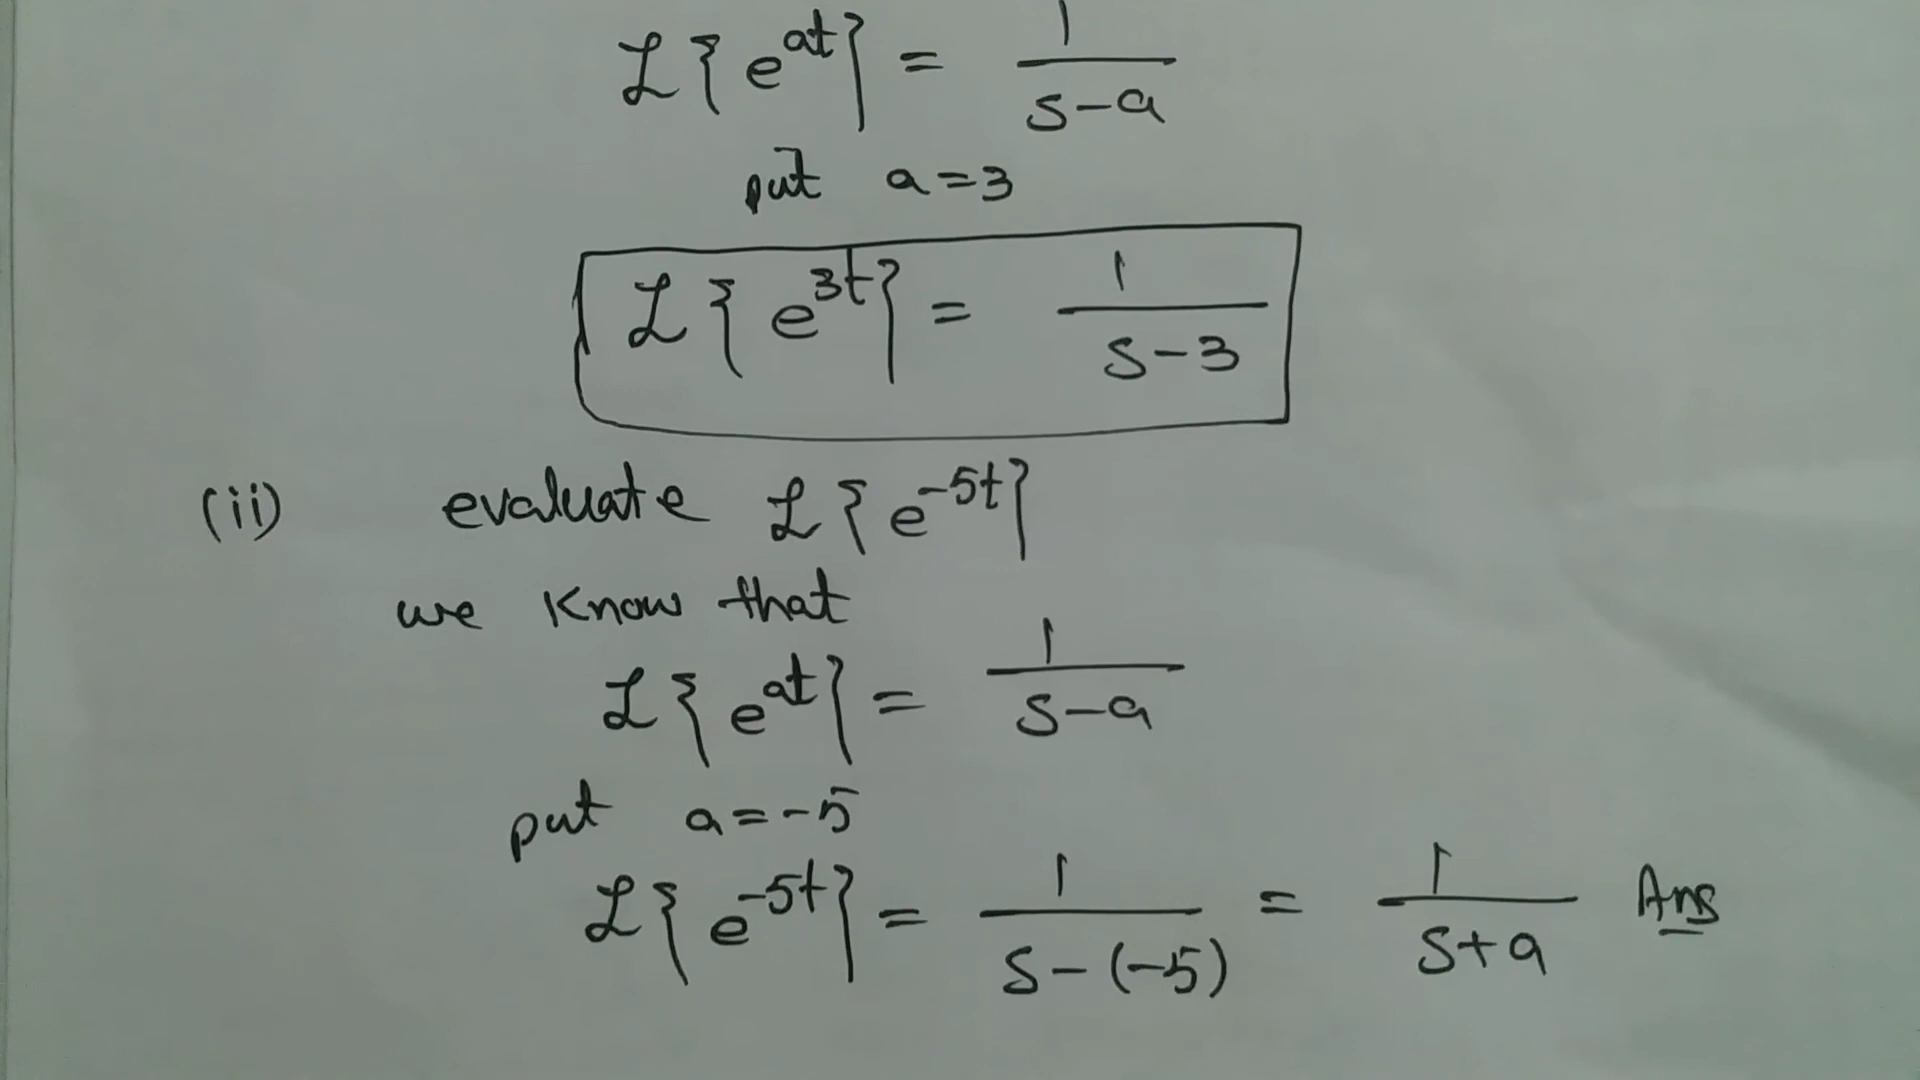 ℒ{e^{at}} = 1/(s-a)
put a=3
ℒ{e^{3t}} = 1/(s-3)
(ii) evaluate ℒ{e^{-5t}}
we know that
ℒ{e^{at}} = 1/(s-a)
put a=-5
ℒ{e^{-5t}} = 1/(s-(-5)) = 1/(s+a) Ans